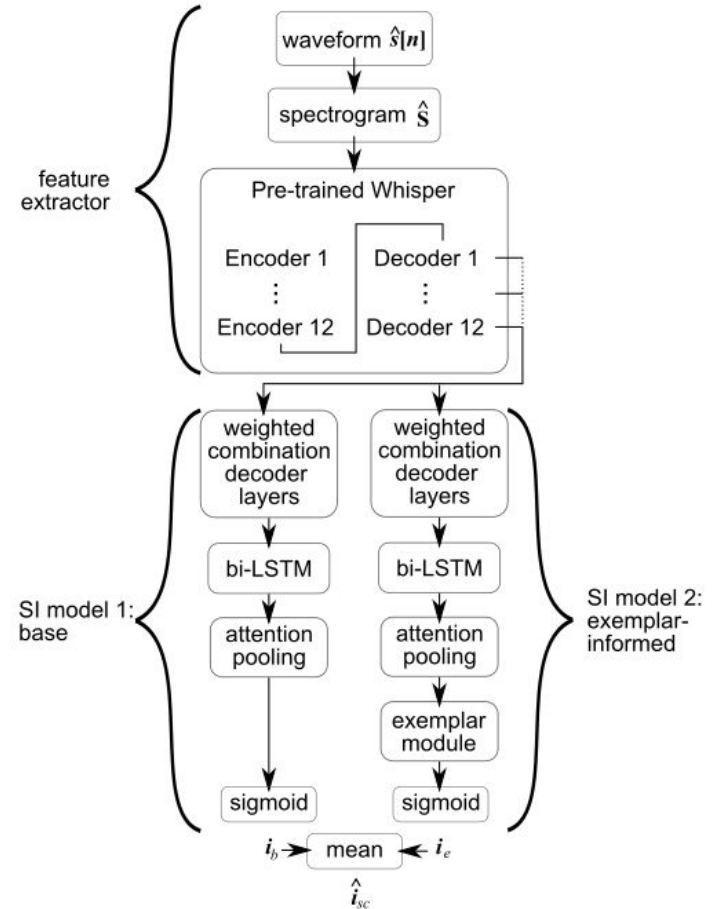 waveform ŝ[n]
spectrogram Ŝ
feature
extractor
Pre-trained Whisper
Encoder 1
Decoder 1
⋮
⋮
Encoder 12
Decoder 12
weighted
combination
decoder
layers
weighted
combination
decoder
layers
bi-LSTM
bi-LSTM
SI model 1:
base
SI model 2:
exemplar-
informed
attention
pooling
attention
pooling
exemplar
module
sigmoid
sigmoid
i_b
mean
i_e
î_sc